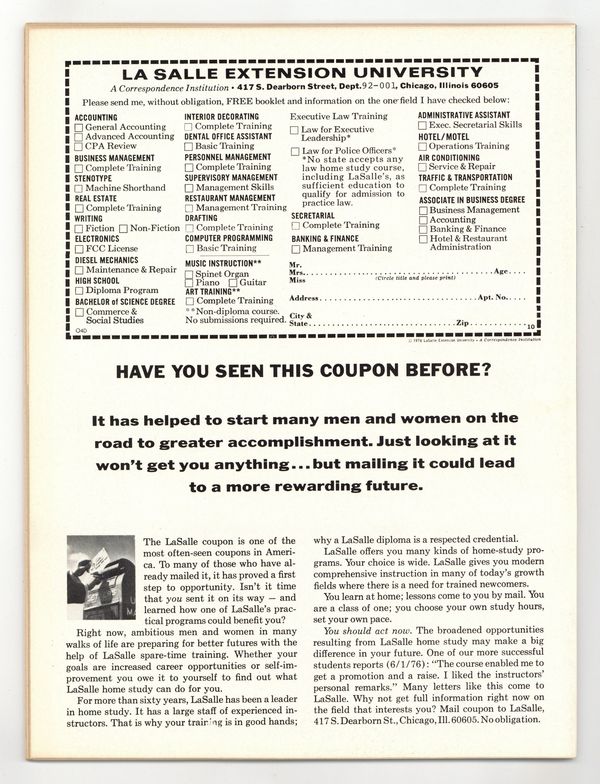 LA SALLE EXTENSION UNIVERSITY
A Correspondence Institution • 417 S. Dearborn Street, Dept. 92-001, Chicago, Illinois 60605
Please send me, without obligation, FREE booklet and information on the one field I have checked below:
ACCOUNTING
General Accounting
Advanced Accounting
CPA Review
BUSINESS MANAGEMENT
Complete Training
STENOTYPE
Machine Shorthand
REAL ESTATE
Complete Training
WRITING
Fiction Non-Fiction
ELECTRONICS
FCC License
DIESEL MECHANICS
Maintenance & Repair
HIGH SCHOOL
Diploma Program
BACHELOR of SCIENCE DEGREE
Commerce &
Social Studies
O4D
INTERIOR DECORATING
Complete Training
DENTAL OFFICE ASSISTANT
Basic Training
PERSONNEL MANAGEMENT
Complete Training
SUPERVISORY MANAGEMENT
Management Skills
RESTAURANT MANAGEMENT
Management Training
DRAFTING
Complete Training
COMPUTER PROGRAMMING
Basic Training
MUSIC INSTRUCTION**
Spinet Organ
Piano Guitar
ART TRAINING**
Complete Training
**Non-diploma course.
No submissions required.
Executive Law Training
Law for Executive
Leadership*
Law for Police Officers*
*No state accepts any
law home study course,
including LaSalle's, as
sufficient education to
qualify for admission to
practice law.
SECRETARIAL
Complete Training
BANKING & FINANCE
Management Training
ADMINISTRATIVE ASSISTANT
Exec. Secretarial Skills
HOTEL/MOTEL
Operations Training
AIR CONDITIONING
Service & Repair
TRAFFIC & TRANSPORTATION
Complete Training
ASSOCIATE IN BUSINESS DEGREE
Business Management
Accounting
Banking & Finance
Hotel & Restaurant
Administration
Mr.
Mrs. Age
Miss (Circle title and please print)
Address Apt. No.
City &
State Zip 10
© 1976 LaSalle Extension University • A Correspondence Institution
HAVE YOU SEEN THIS COUPON BEFORE?
It has helped to start many men and women on the
road to greater accomplishment. Just looking at it
won't get you anything...but mailing it could lead
to a more rewarding future.
The LaSalle coupon is one of the
most often-seen coupons in Ameri-
ca. To many of those who have al-
ready mailed it, it has proved a first
step to opportunity. Isn't it time
that you sent it on its way — and
learned how one of LaSalle's prac-
tical programs could benefit you?
Right now, ambitious men and women in many
walks of life are preparing for better futures with the
help of LaSalle spare-time training. Whether your
goals are increased career opportunities or self-im-
provement you owe it to yourself to find out what
LaSalle home study can do for you.
For more than sixty years, LaSalle has been a leader
in home study. It has a large staff of experienced in-
structors. That is why your training is in good hands;
why a LaSalle diploma is a respected credential.
LaSalle offers you many kinds of home-study pro-
grams. Your choice is wide. LaSalle gives you modern
comprehensive instruction in many of today's growth
fields where there is a need for trained newcomers.
You learn at home; lessons come to you by mail. You
are a class of one; you choose your own study hours,
set your own pace.
You should act now. The broadened opportunities
resulting from LaSalle home study may make a big
difference in your future. One of our more successful
students reports (6/1/76): "The course enabled me to
get a promotion and a raise. I liked the instructors'
personal remarks." Many letters like this come to
LaSalle. Why not get full information right now on
the field that interests you? Mail coupon to LaSalle,
417 S. Dearborn St., Chicago, Ill. 60605. No obligation.